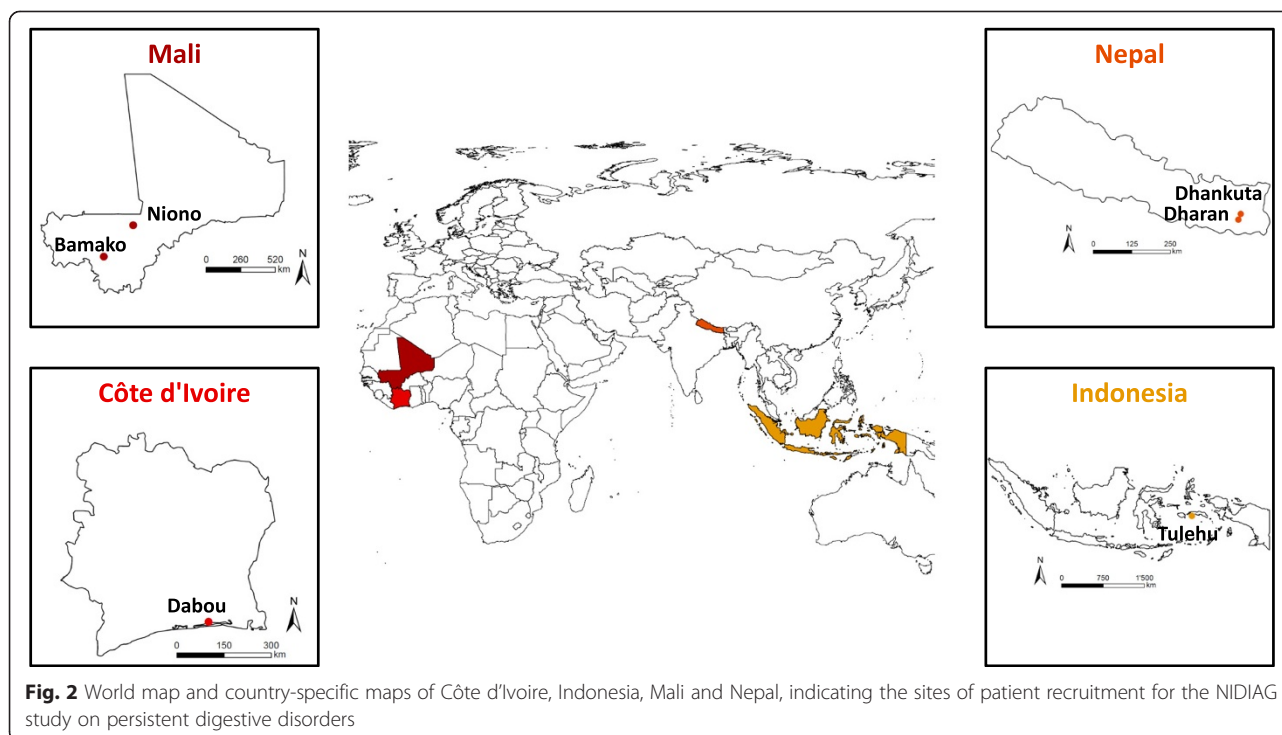 Mali
Niono
Bamako
N
0 260 520
km
Nepal
Dhankuta
Dharan
N
0 125 250
km
Côte d'Ivoire
Dabou
N
0 150 300
km
Indonesia
Tulehu
N
0 750 1'500
km
Fig. 2 World map and country-specific maps of Côte d’Ivoire, Indonesia, Mali and Nepal, indicating the sites of patient recruitment for the NIDIAG
study on persistent digestive disorders